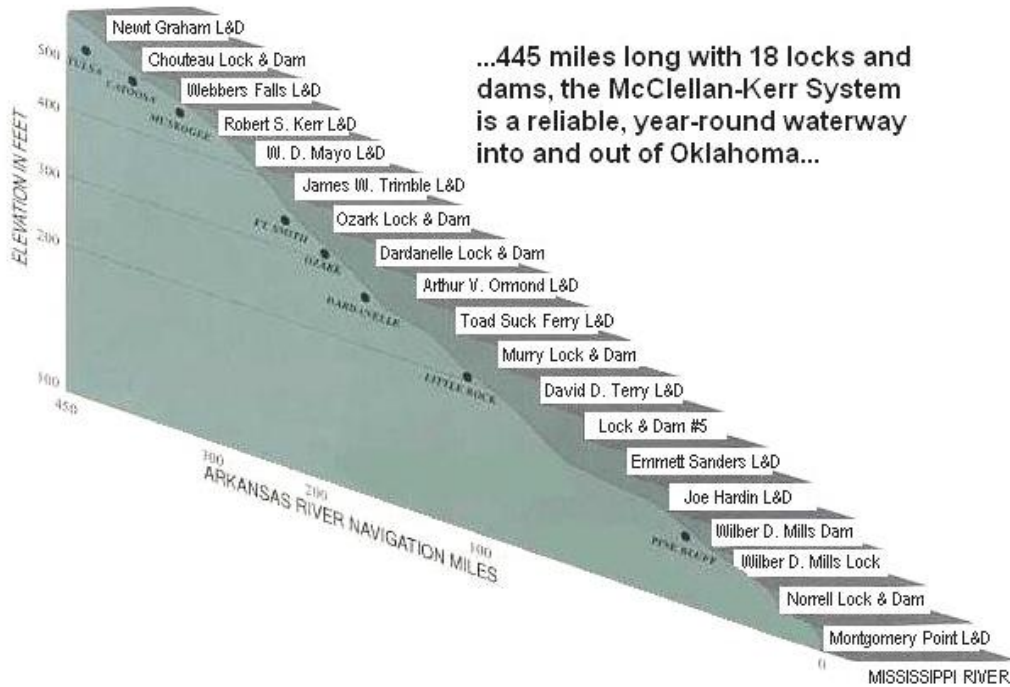 ...445 miles long with 18 locks and
dams, the McClellan-Kerr System
is a reliable, year-round waterway
into and out of Oklahoma...
Newt Graham L&D
Chouteau Lock & Dam
Webbers Falls L&D
Robert S. Kerr L&D
W. D. Mayo L&D
James W. Trimble L&D
Ozark Lock & Dam
Dardanelle Lock & Dam
Arthur V. Ormond L&D
Toad Suck Ferry L&D
Murry Lock & Dam
David D. Terry L&D
Lock & Dam #5
Emmett Sanders L&D
Joe Hardin L&D
Wilber D. Mills Dam
Wilber D. Mills Lock
Norrell Lock & Dam
Montgomery Point L&D
MISSISSIPPI RIVER
ELEVATION IN FEET
500
400
300
200
100
TULSA
CATOOSA
MUSKOGEE
FT. SMITH
OZARK
DARDANELLE
LITTLE ROCK
PINE BLUFF
450
300
200
100
0
ARKANSAS RIVER NAVIGATION MILES